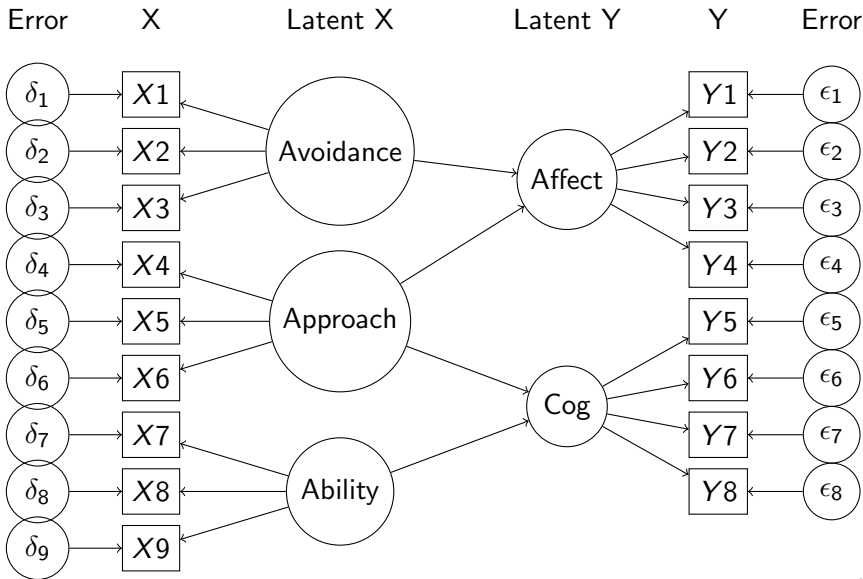 Error X Latent X Latent Y Y Error
δ1 X1 Y1 ϵ1
δ2 X2 Avoidance Y2 ϵ2
Affect
δ3 X3 Y3 ϵ3
δ4 X4 Y4 ϵ4
δ5 X5 Approach Y5 ϵ5
δ6 X6 Y6 ϵ6
Cog
δ7 X7 Y7 ϵ7
δ8 X8 Ability Y8 ϵ8
δ9 X9